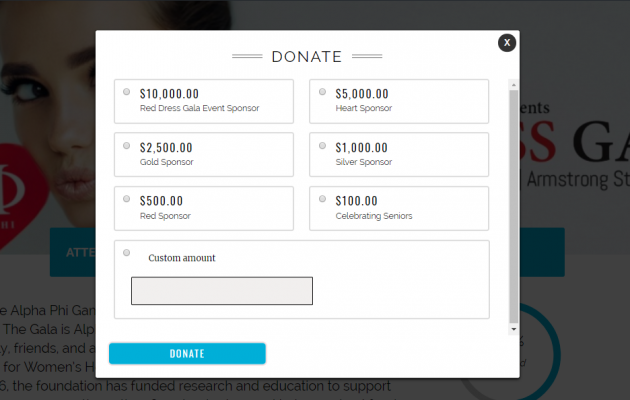 X
DONATE
$10,000.00
Red Dress Gala Event Sponsor
$5,000.00
Heart Sponsor
$2,500.00
Gold Sponsor
$1,000.00
Silver Sponsor
$500.00
Red Sponsor
$100.00
Celebrating Seniors
Custom amount
DONATE
ents
SS GA
Armstrong St
Φ
HI
ATTE
e Alpha Phi Gam
The Gala is Alp
ly, friends, and a
for Women's H
6, the foundation has funded research and education to support
%
d